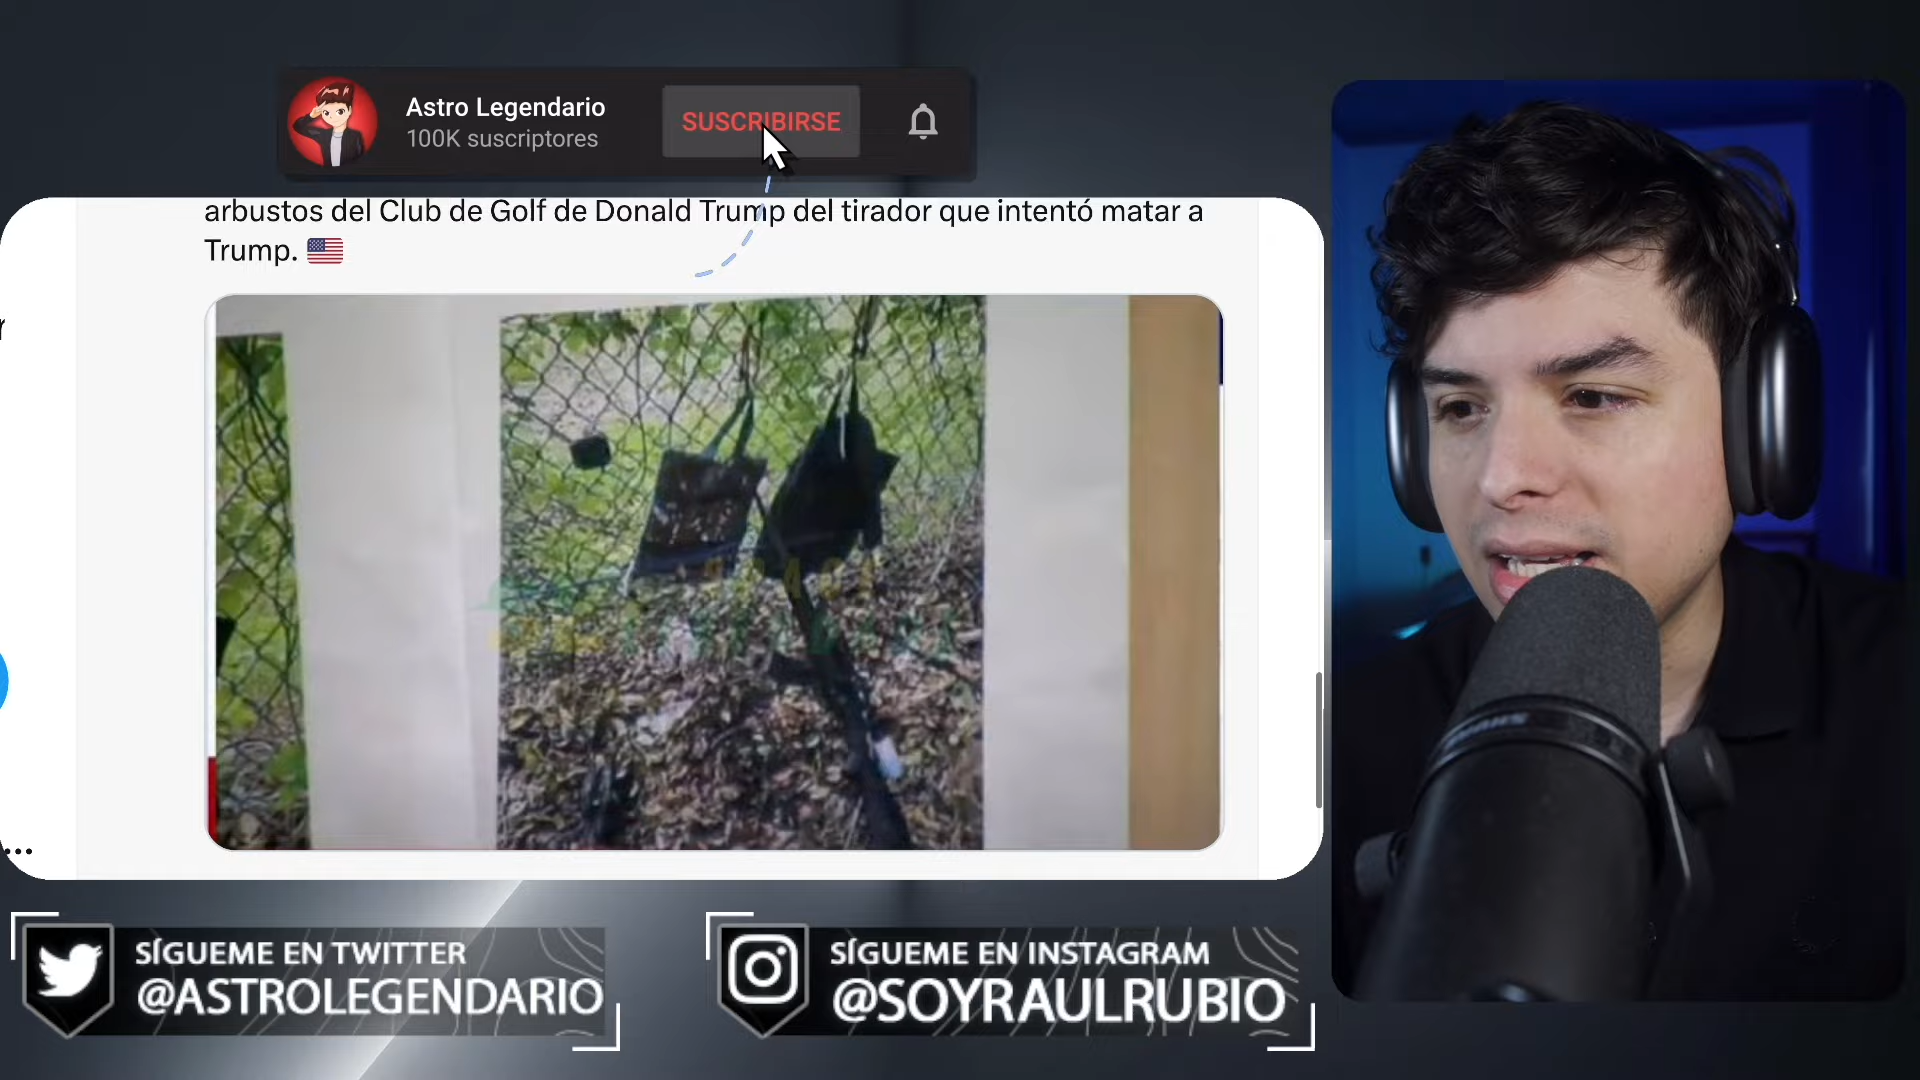 Astro Legendario
100K suscriptores
SUSCRIBIRSE
arbustos del Club de Golf de Donald Trump del tirador que intentó matar a
Trump. 🇺🇸
...
SÍGUEME EN TWITTER
@ASTROLEGENDARIO
SÍGUEME EN INSTAGRAM
@SOYRAULRUBIO